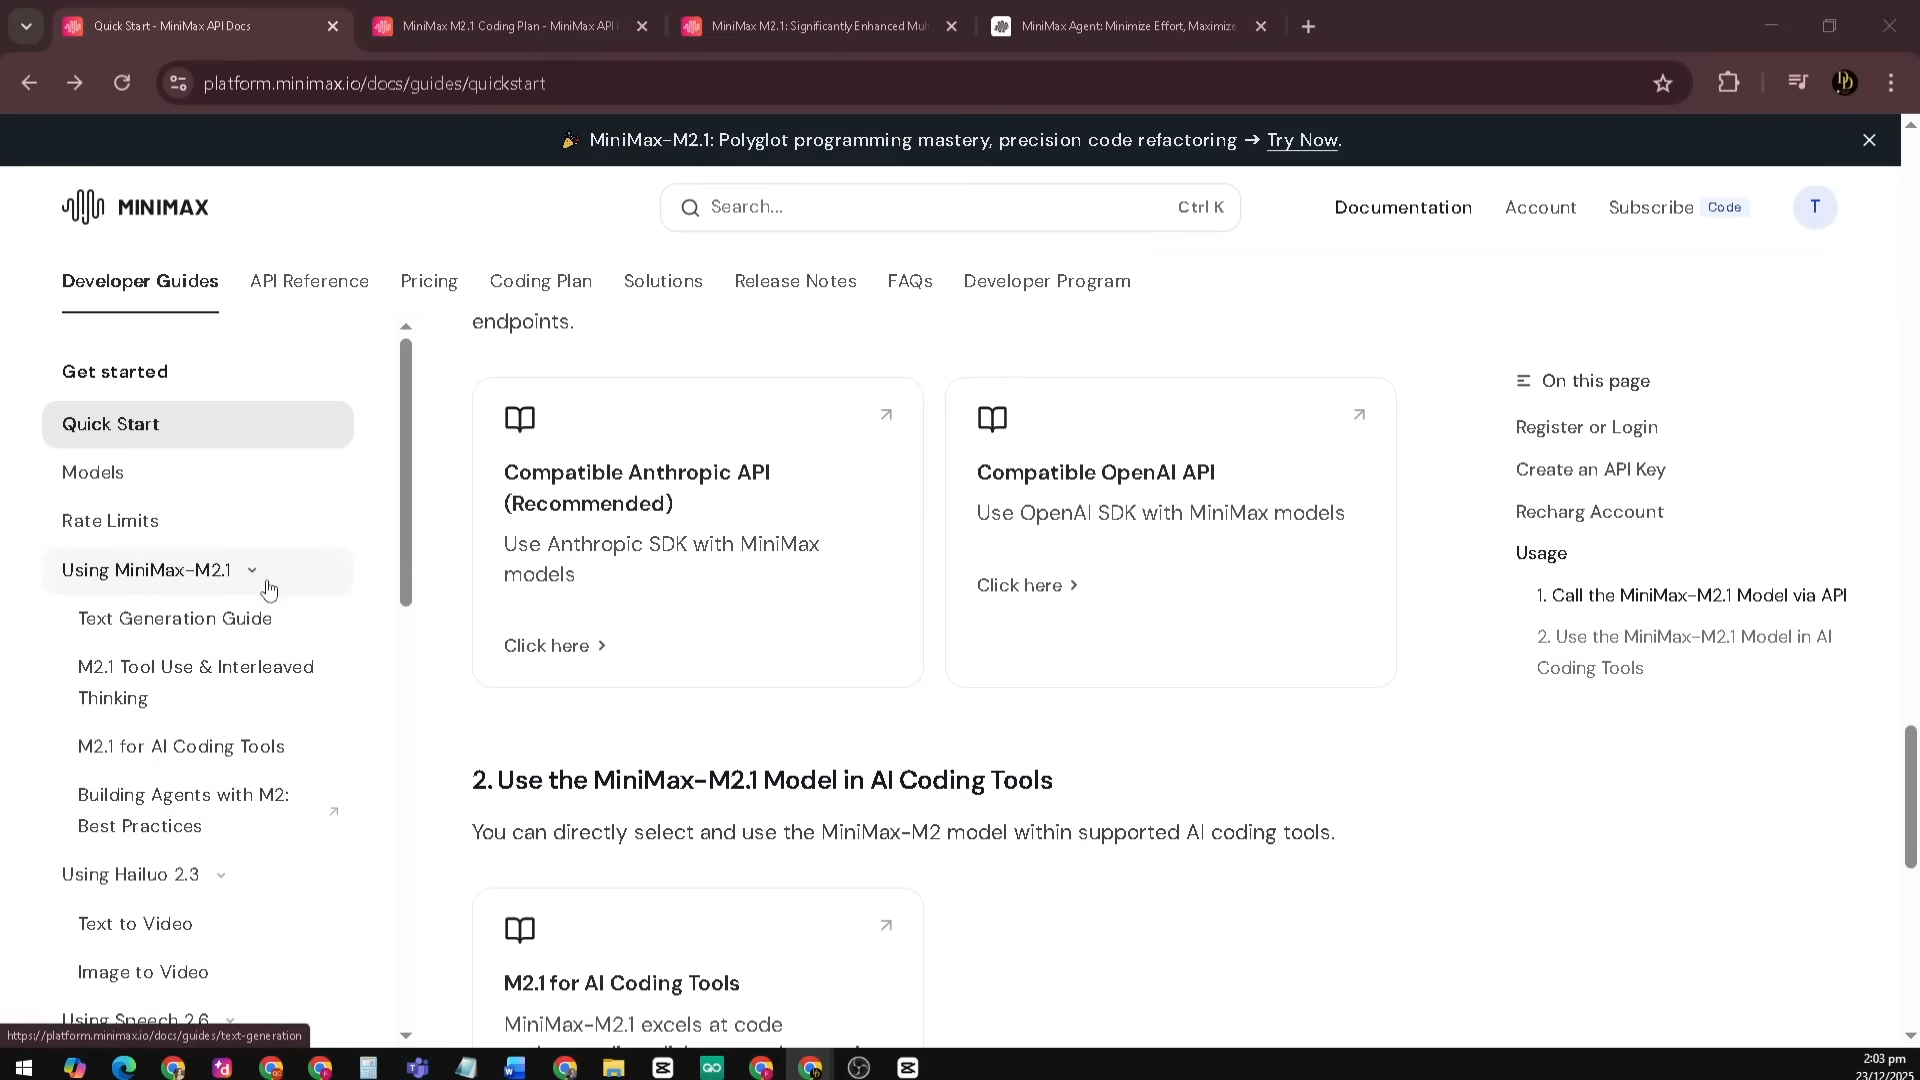 Quick Start - MiniMax API Docs
MiniMax M2.1 Coding Plan - MiniMax API
MiniMax M2.1: Significantly Enhanced Mul
MiniMax Agent: Minimize Effort, Maximize
platform.minimax.io/docs/guides/quickstart
MiniMax-M2.1: Polyglot programming mastery, precision code refactoring → Try Now.
MINIMAX
Search...
Ctrl K
Documentation
Account
Subscribe
Code
T
Developer Guides
API Reference
Pricing
Coding Plan
Solutions
Release Notes
FAQs
Developer Program
Get started
Quick Start
Models
Rate Limits
Using MiniMax-M2.1
Text Generation Guide
M2.1 Tool Use & Interleaved
Thinking
M2.1 for AI Coding Tools
Building Agents with M2:
Best Practices
Using Hailuo 2.3
Text to Video
Image to Video
Using Speech 2.6
endpoints.
Compatible Anthropic API
(Recommended)
Use Anthropic SDK with MiniMax
models
Click here
Compatible OpenAI API
Use OpenAI SDK with MiniMax models
Click here
2. Use the MiniMax-M2.1 Model in AI Coding Tools
You can directly select and use the MiniMax-M2 model within supported AI coding tools.
M2.1 for AI Coding Tools
MiniMax-M2.1 excels at code
On this page
Register or Login
Create an API Key
Recharg Account
Usage
1. Call the MiniMax-M2.1 Model via API
2. Use the MiniMax-M2.1 Model in AI
Coding Tools
https://platform.minimax.io/docs/guides/text-generation
2:03 pm
23/12/2025